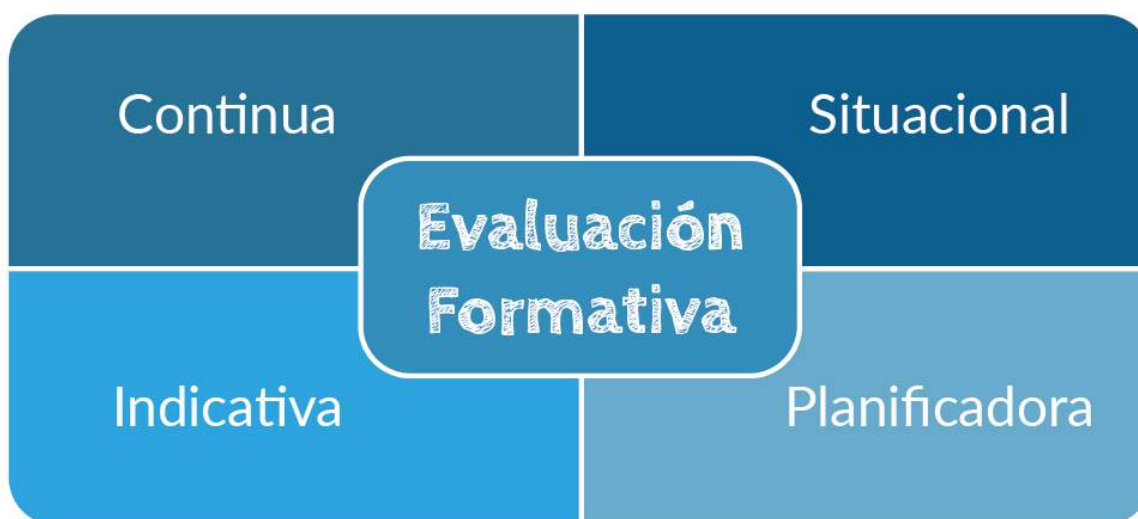 Continua
Situacional
Evaluación
Formativa
Indicativa
Planificadora